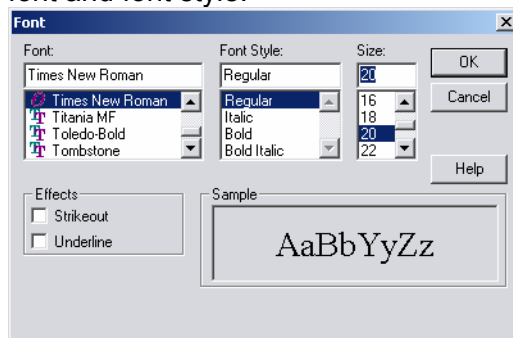 font and font style.
Font
Font: Font Style: Size:
Times New Roman Regular 20
Times New Roman Regular 16
Titania MF Italic 18
Toledo-Bold Bold 20
Tombstone Bold Italic 22
OK
Cancel
Help
Effects
Strikeout
Underline
Sample
AaBbYyZz